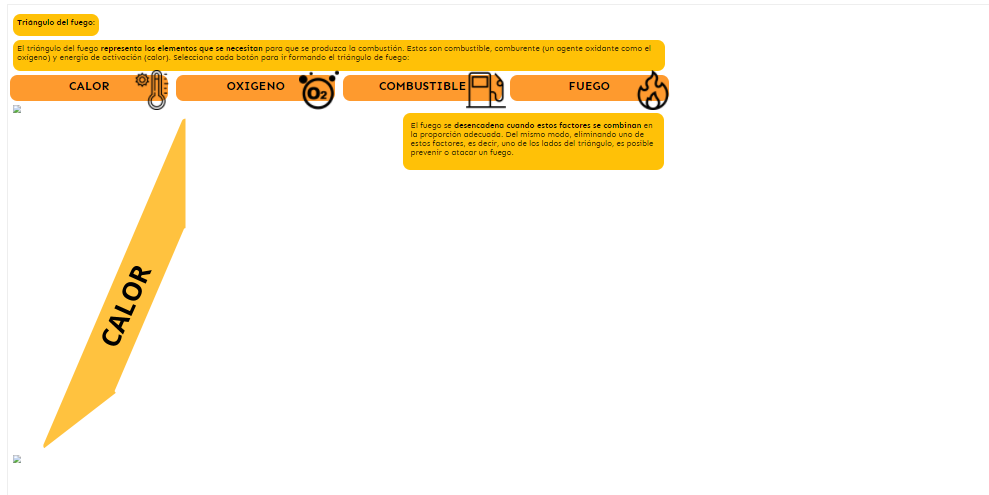 Triángulo del fuego:
El triángulo del fuego representa los elementos que se necesitan para que se produzca la combustión. Estas son combustible, comburente (un agente oxidante como el
oxígeno) y energía de activación (calor). Selecciona cada botón para ir formando el triángulo de fuego:
CALOR
OXIGENO
O2
COMBUSTIBLE
FUEGO
El fuego se desencadena cuando estos factores se combinan en
la proporción adecuada. Del mismo modo, eliminando uno de
estos factores, es decir, uno de los lados del triángulo, es posible
prevenir o atacar un fuego.
CALOR